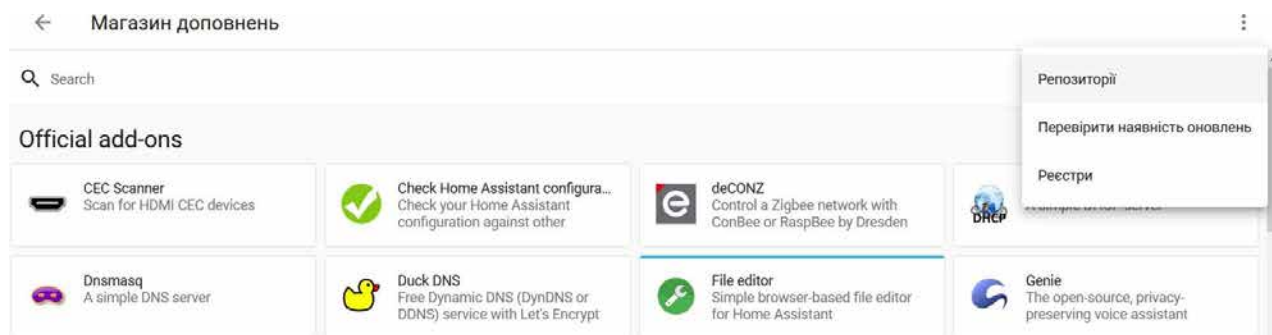 Магазин доповнень
Search
Репозиторії
Перевірити наявність оновлень
Реєстри
Official add-ons
CEC Scanner
Scan for HDMI CEC devices
Check Home Assistant configura...
Check your Home Assistant
configuration against other
deCONZ
Control a Zigbee network with
ConBee or RaspBee by Dresden
DHCP
Dnsmasq
A simple DNS server
Duck DNS
Free Dynamic DNS (DynDNS or
DDNS) service with Let's Encrypt
File editor
Simple browser-based file editor
for Home Assistant
Genie
The open-source, privacy-
preserving voice assistant